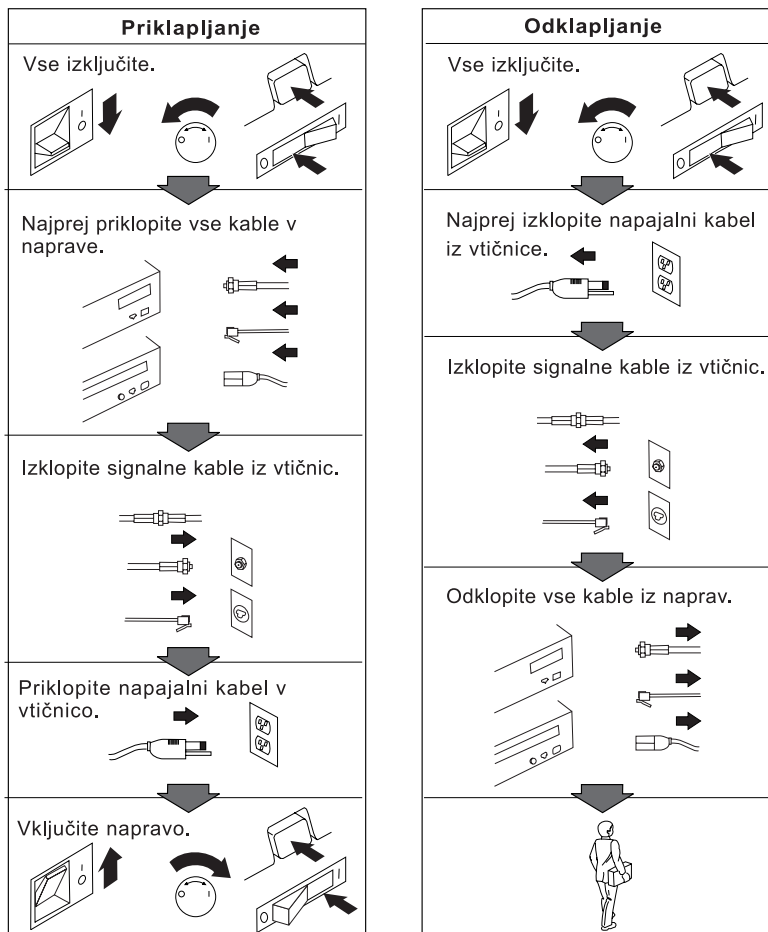 Priklapljanje
Vse izključite.
Najprej priklopite vse kable v
naprave.
Izklopite signalne kable iz vtičnic.
Priklopite napajalni kabel v
vtičnico.
Vključite napravo.
Odklapljanje
Vse izključite.
Najprej izklopite napajalni kabel
iz vtičnice.
Izklopite signalne kable iz vtičnic.
Odklopite vse kable iz naprav.